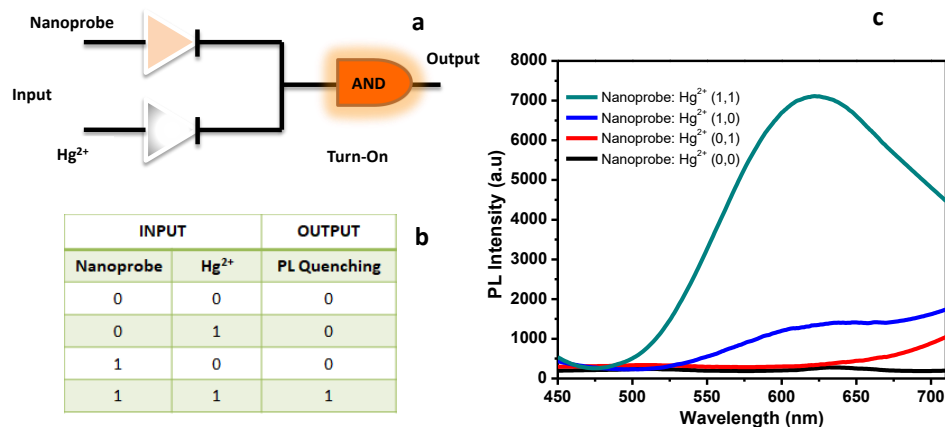 a
Nanoprobe
Input
Hg²⁺
AND
Output
Turn-On
b
INPUT OUTPUT
Nanoprobe Hg²⁺ PL Quenching
0 0 0
0 1 0
1 0 0
1 1 1
c
PL Intensity (a.u)
8000
7000
6000
5000
4000
3000
2000
1000
0
Nanoprobe: Hg²⁺ (1,1)
Nanoprobe: Hg²⁺ (1,0)
Nanoprobe: Hg²⁺ (0,1)
Nanoprobe: Hg²⁺ (0,0)
450 500 550 600 650 700
Wavelength (nm)